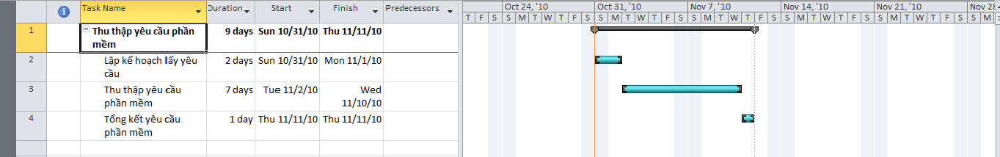 Task Name Duration Start Finish Predecessors
Oct 24, '10 Oct 31, '10 Nov 7, '10 Nov 14, '10 Nov 21, '10 Nov 28
T F S S M T W T F S S M T W T F S S M T W T F S S M T W T F S S M T W T F S S M
1 Thu thập yêu cầu phần 9 days Sun 10/31/10 Thu 11/11/10
mềm
2 Lập kế hoạch lấy yêu 2 days Sun 10/31/10 Mon 11/1/10
cầu
3 Thu thập yêu cầu 7 days Tue 11/2/10 Wed
phần mềm 11/10/10
4 Tổng kết yêu cầu 1 day Thu 11/11/10 Thu 11/11/10
phần mềm